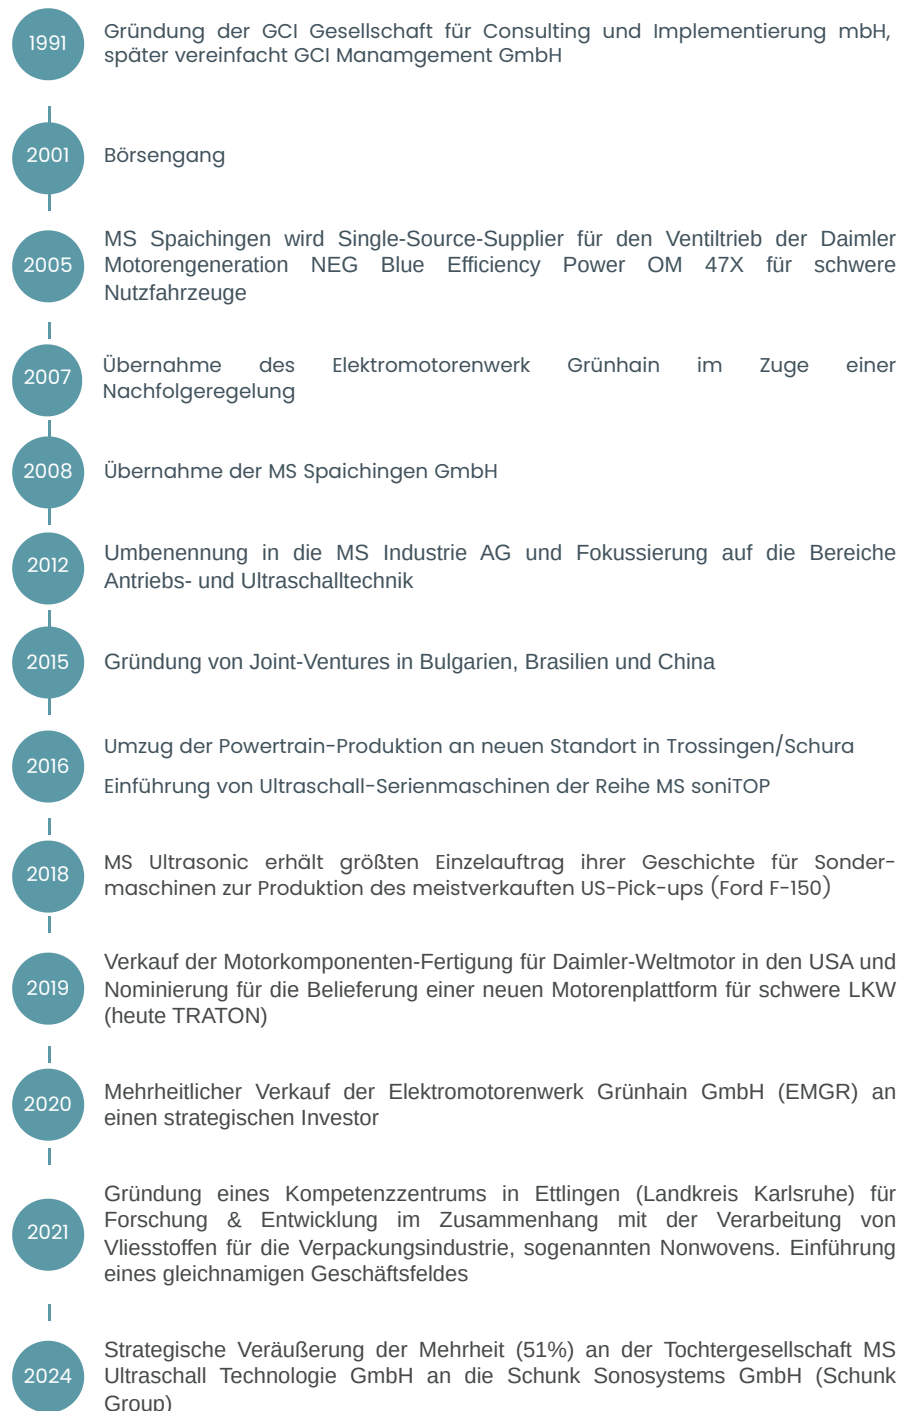 1991
Gründung der GCI Gesellschaft für Consulting und Implementierung mbH,
später vereinfacht GCI Manamgement GmbH
2001
Börsengang
2005
MS Spaichingen wird Single-Source-Supplier für den Ventiltrieb der Daimler
Motorengeneration NEG Blue Efficiency Power OM 47X für schwere
Nutzfahrzeuge
2007
Übernahme des Elektromotorenwerk Grünhain im Zuge einer
Nachfolgeregelung
2008
Übernahme der MS Spaichingen GmbH
2012
Umbenennung in die MS Industrie AG und Fokussierung auf die Bereiche
Antriebs- und Ultraschalltechnik
2015
Gründung von Joint-Ventures in Bulgarien, Brasilien und China
2016
Umzug der Powertrain-Produktion an neuen Standort in Trossingen/Schura
Einführung von Ultraschall-Serienmaschinen der Reihe MS soniTOP
2018
MS Ultrasonic erhält größten Einzelauftrag ihrer Geschichte für Sonder-
maschinen zur Produktion des meistverkauften US-Pick-ups (Ford F-150)
2019
Verkauf der Motorkomponenten-Fertigung für Daimler-Weltmotor in den USA und
Nominierung für die Belieferung einer neuen Motorenplattform für schwere LKW
(heute TRATON)
2020
Mehrheitlicher Verkauf der Elektromotorenwerk Grünhain GmbH (EMGR) an
einen strategischen Investor
2021
Gründung eines Kompetenzzentrums in Ettlingen (Landkreis Karlsruhe) für
Forschung & Entwicklung im Zusammenhang mit der Verarbeitung von
Vliesstoffen für die Verpackungsindustrie, sogenannten Nonwovens. Einführung
eines gleichnamigen Geschäftsfeldes
2024
Strategische Veräußerung der Mehrheit (51%) an der Tochtergesellschaft MS
Ultraschall Technologie GmbH an die Schunk Sonosystems GmbH (Schunk
Group)